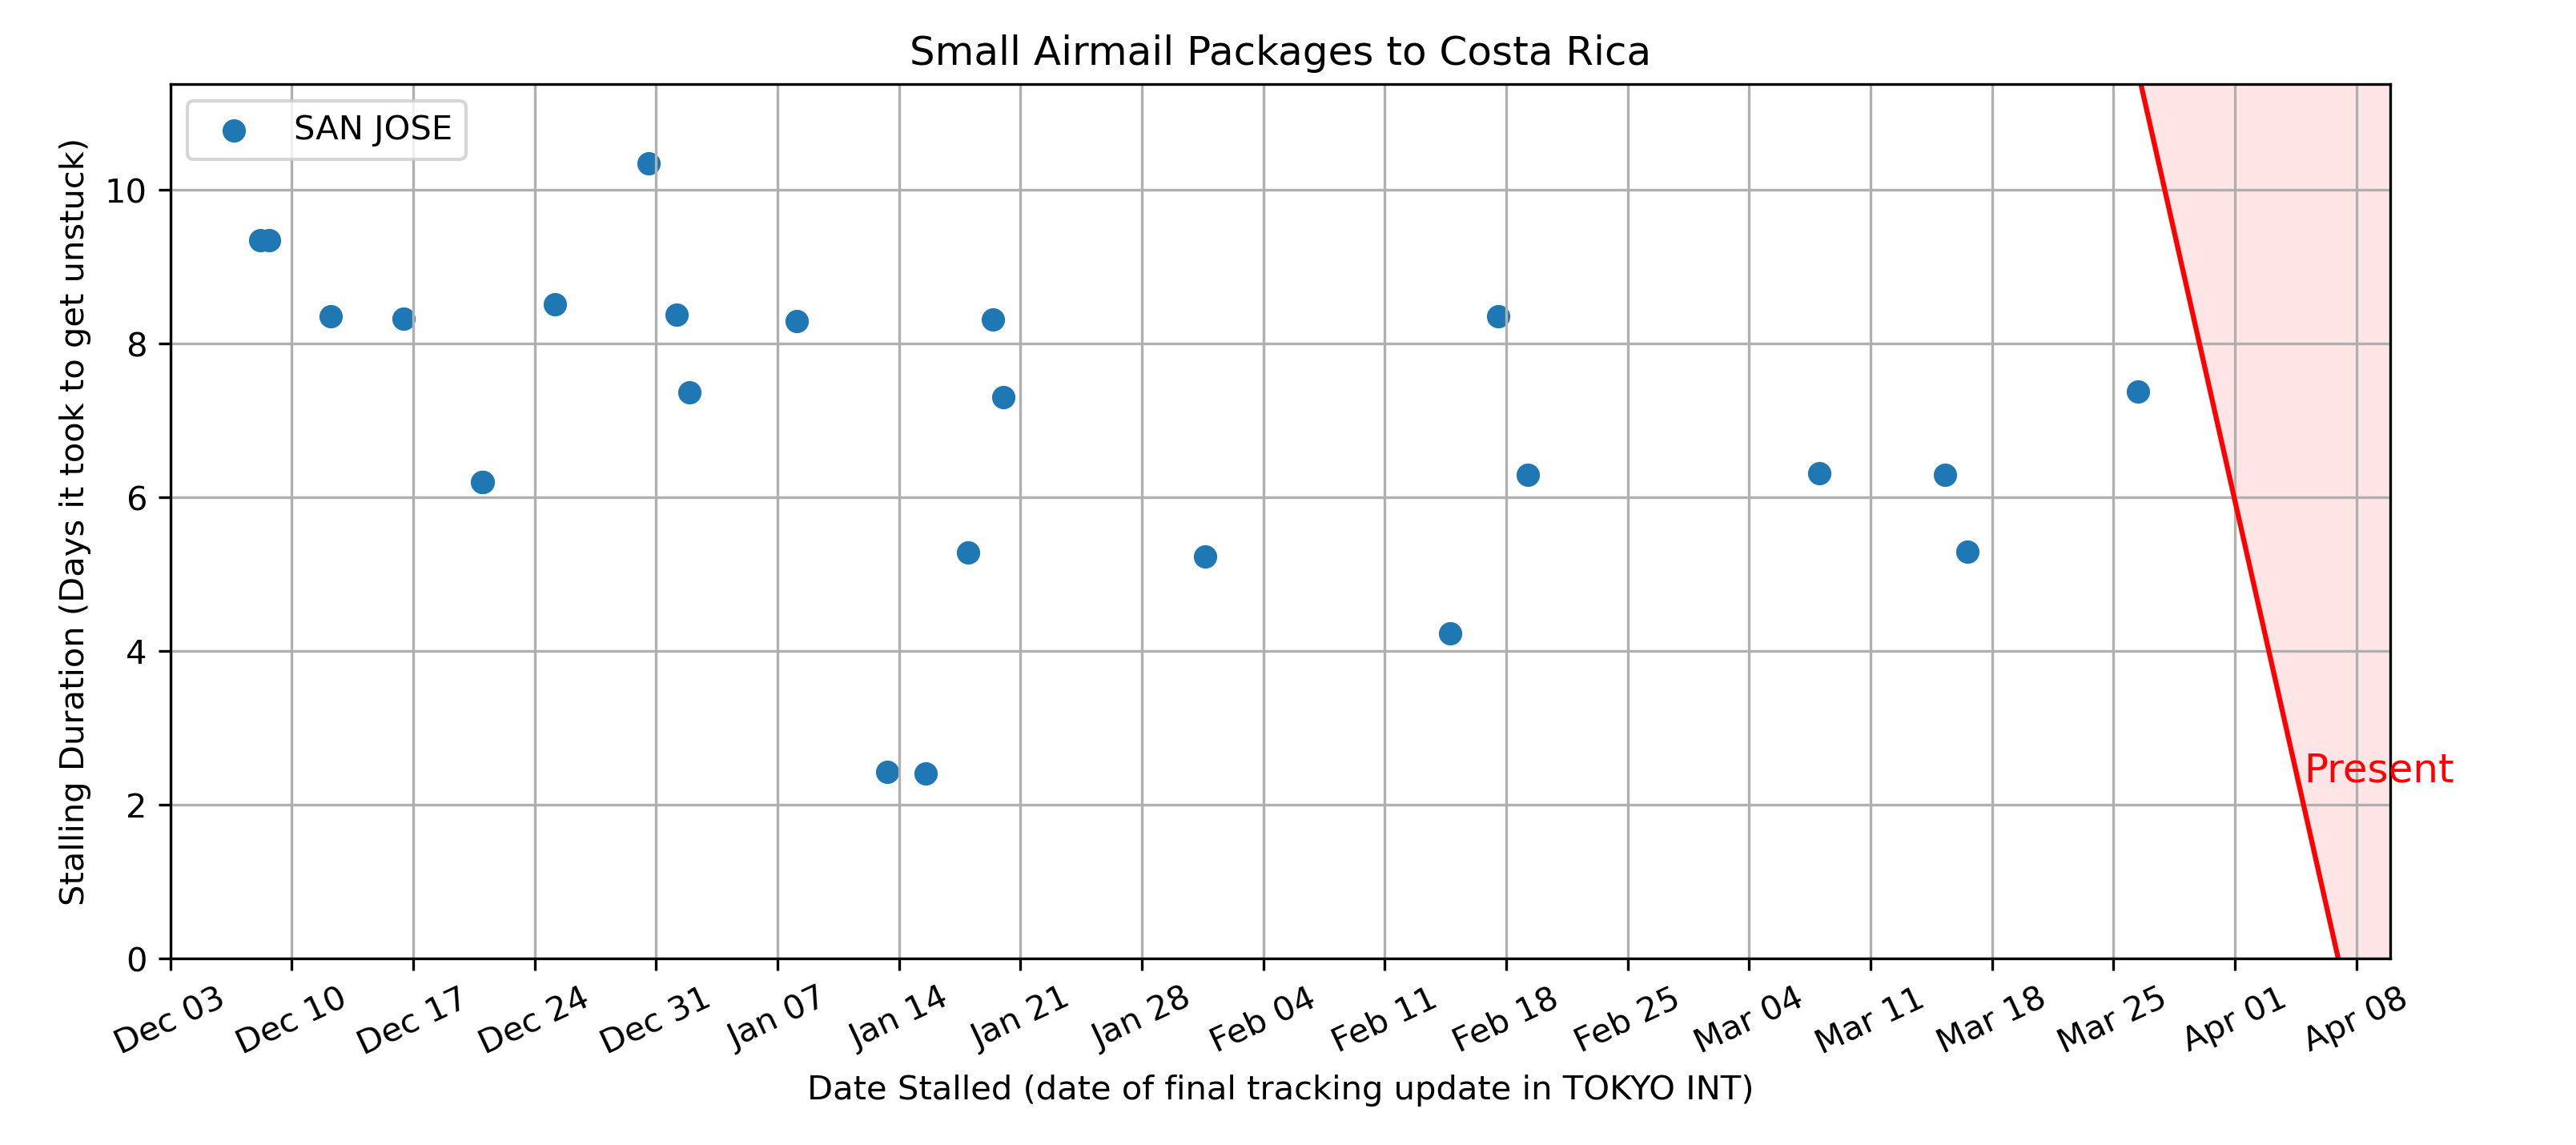 Small Airmail Packages to Costa Rica
SAN JOSE
Stalling Duration (Days it took to get unstuck)
10
8
6
4
2
0
Present
Dec 03
Dec 10
Dec 17
Dec 24
Dec 31
Jan 07
Jan 14
Jan 21
Jan 28
Feb 04
Feb 11
Feb 18
Feb 25
Mar 04
Mar 11
Mar 18
Mar 25
Apr 01
Apr 08
Date Stalled (date of final tracking update in TOKYO INT)